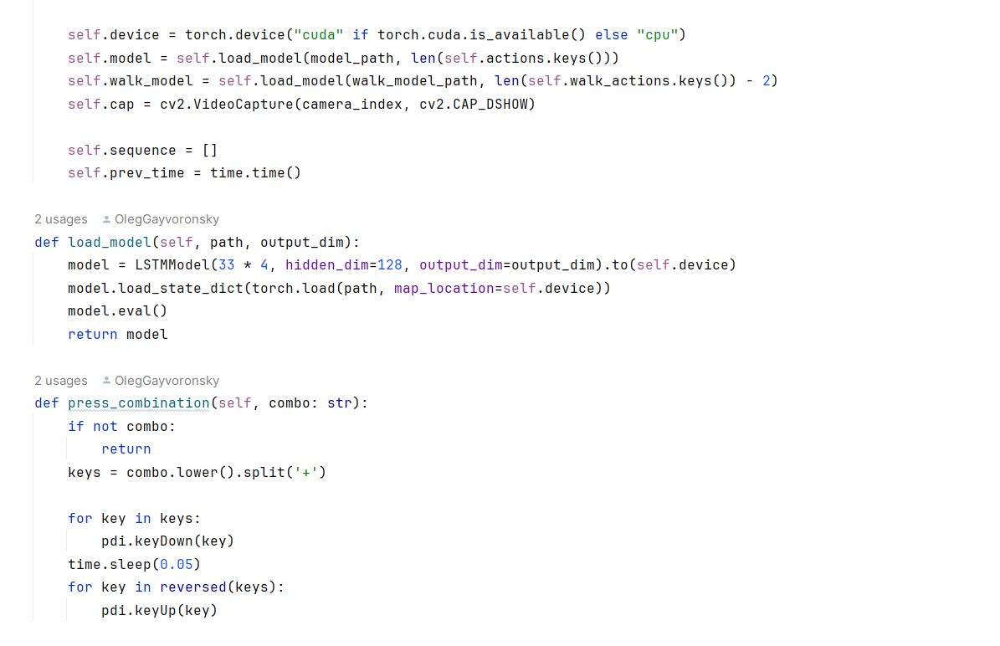 self.device = torch.device("cuda" if torch.cuda.is_available() else "cpu")
self.model = self.load_model(model_path, len(self.actions.keys()))
self.walk_model = self.load_model(walk_model_path, len(self.walk_actions.keys()) - 2)
self.cap = cv2.VideoCapture(camera_index, cv2.CAP_DSHOW)
self.sequence = []
self.prev_time = time.time()
2 usages OlegGayvoronsky
def load_model(self, path, output_dim):
model = LSTMModel(33 * 4, hidden_dim=128, output_dim=output_dim).to(self.device)
model.load_state_dict(torch.load(path, map_location=self.device))
model.eval()
return model
2 usages OlegGayvoronsky
def press_combination(self, combo: str):
if not combo:
return
keys = combo.lower().split('+')
for key in keys:
pdi.keyDown(key)
time.sleep(0.05)
for key in reversed(keys):
pdi.keyUp(key)